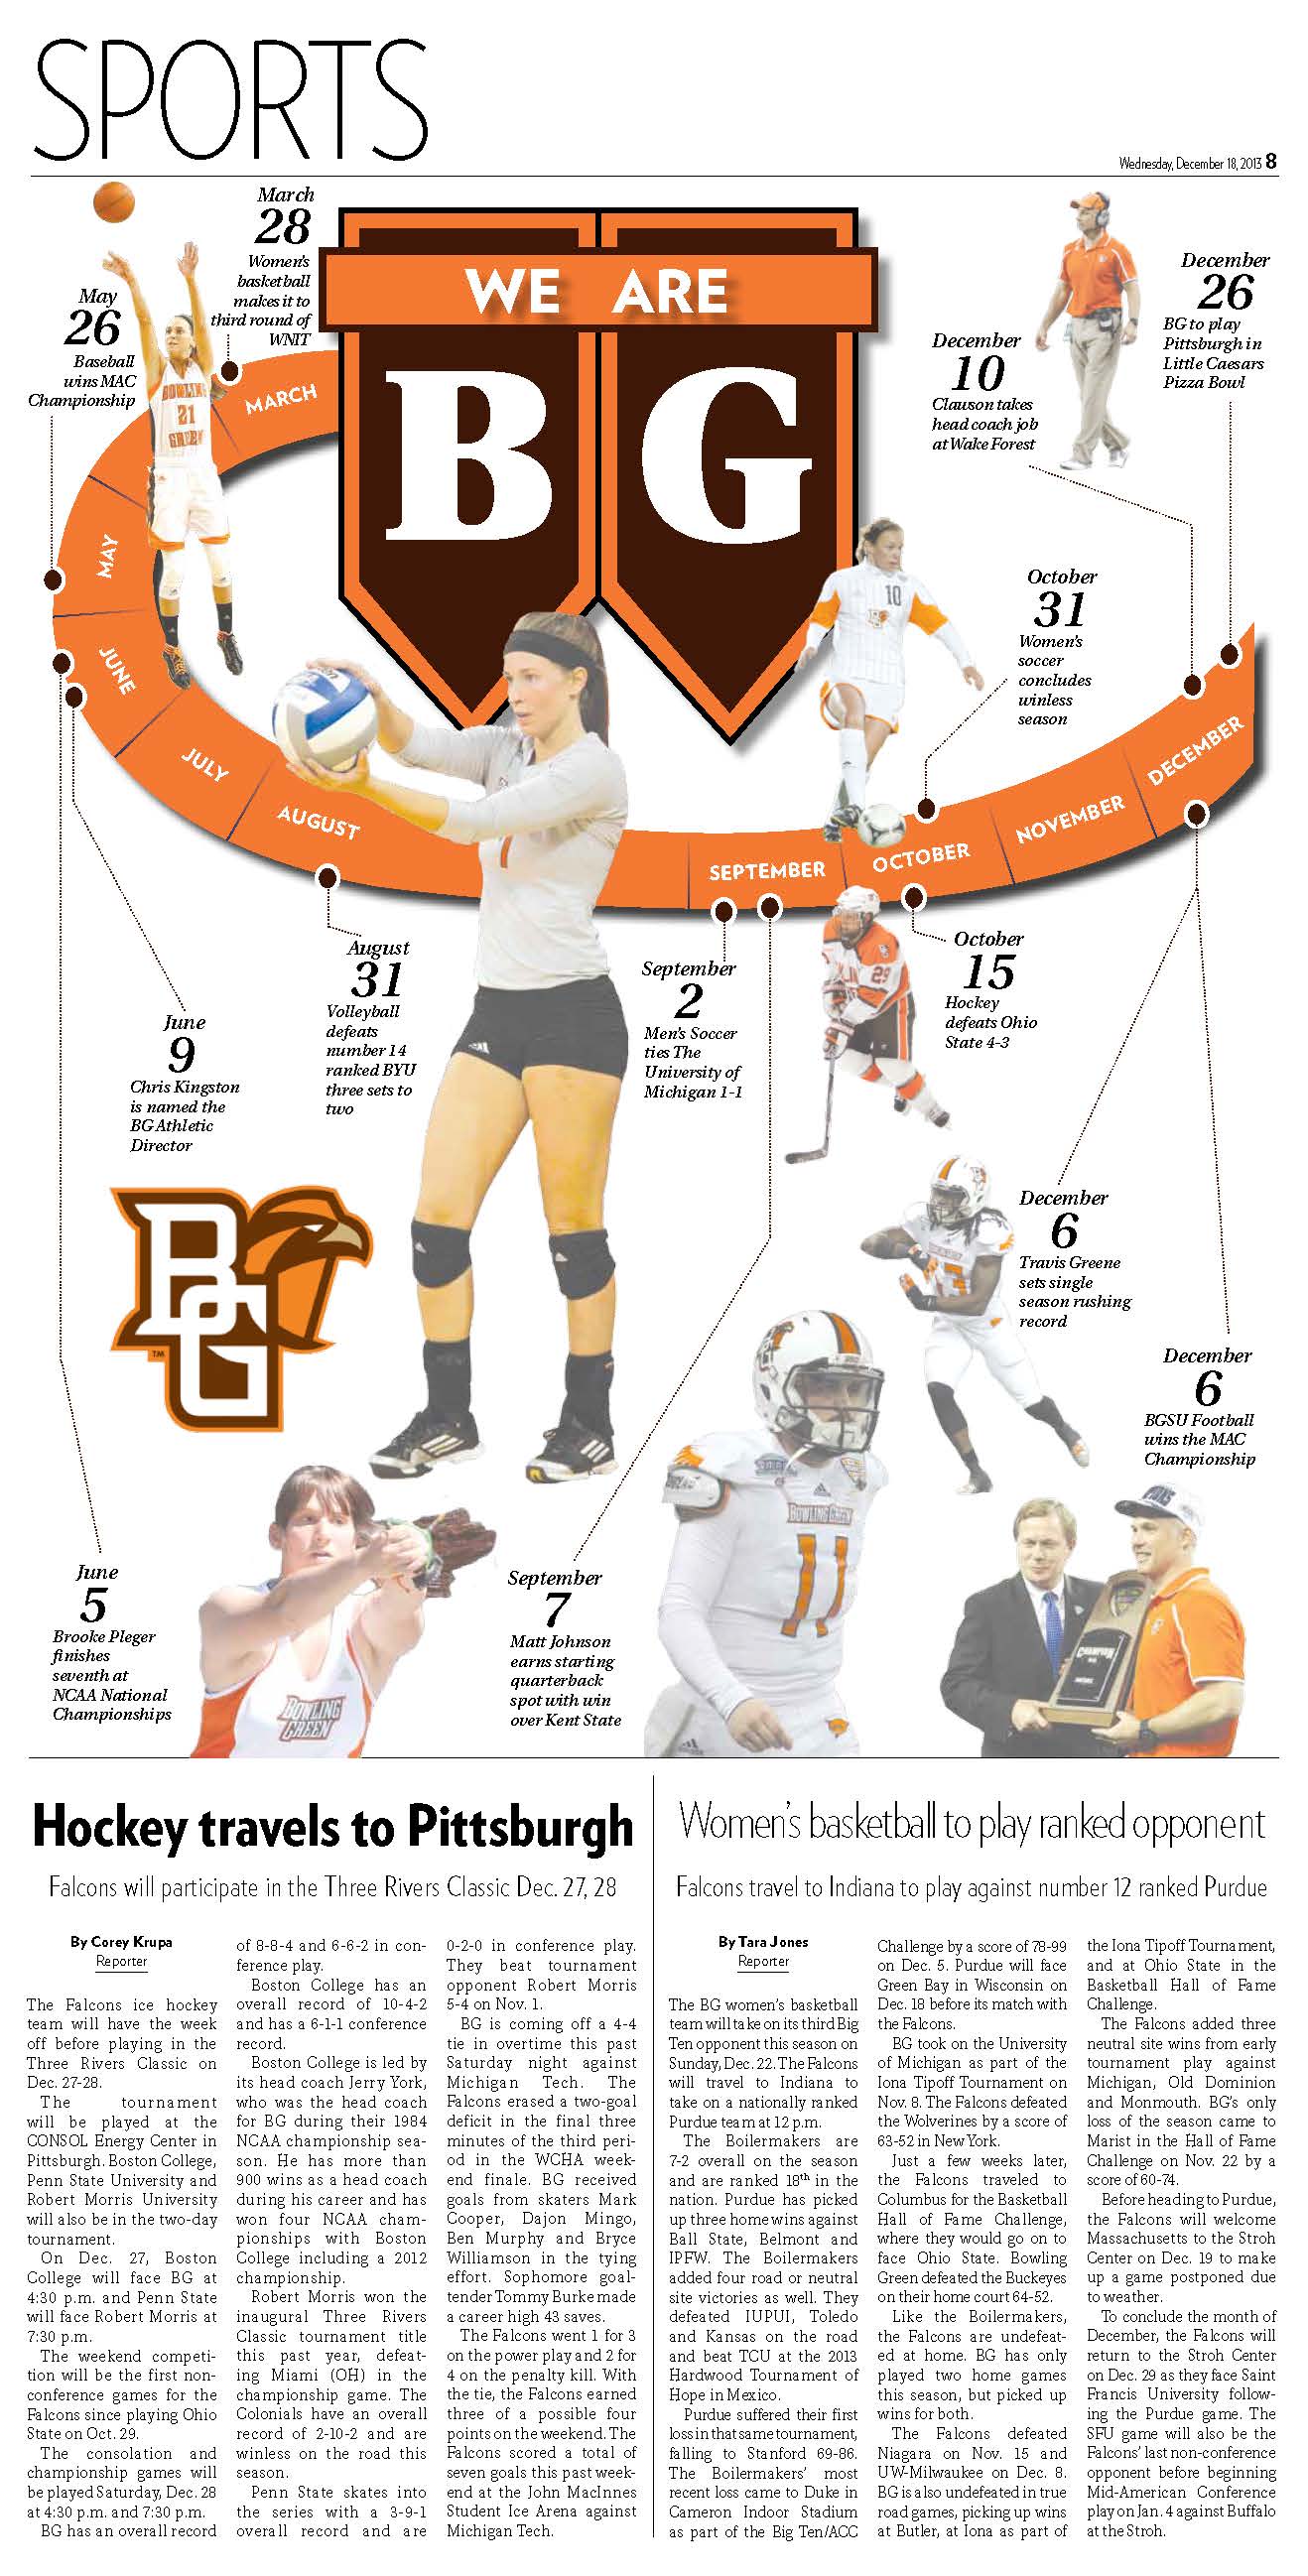 SPORTS
Wednesday, December 18, 2013 8
March
28
Women's
basketball
makes it to
third round of
WNIT
May
26
Baseball
wins MAC
Championship
WE ARE
BG
December
10
Clawson takes
head coach job
at Wake Forest
December
26
BG to play
Pittsburgh in
Little Caesars
Pizza Bowl
October
31
Women's
soccer
concludes
winless
season
MARCH
MAY
JUNE
JULY
AUGUST
SEPTEMBER
OCTOBER
NOVEMBER
DECEMBER
BOWLING
21
GREEN
10
1
29
June
9
Chris Kingston
is named the
BG Athletic
Director
August
31
Volleyball
defeats
number 14
ranked BYU
three sets to
two
September
2
Men's Soccer
ties The
University of
Michigan 1-1
October
15
Hockey
defeats Ohio
State 4-3
December
6
Travis Greene
sets single
season rushing
record
December
6
BGSU Football
wins the MAC
Championship
BG
TM
June
5
Brooke Pleger
finishes
seventh at
NCAA National
Championships
BOWLING
GREEN
September
7
Matt Johnson
earns starting
quarterback
spot with win
over Kent State
BOWLING GREEN
11
CHAMPION
Hockey travels to Pittsburgh
Falcons will participate in the Three Rivers Classic Dec. 27, 28
By Corey Krupa
Reporter
The Falcons ice hockey
team will have the week
off before playing in the
Three Rivers Classic on
Dec. 27-28.
The tournament
will be played at the
CONSOL Energy Center in
Pittsburgh. Boston College,
Penn State University and
Robert Morris University
will also be in the two-day
tournament.
On Dec. 27, Boston
College will face BG at
4:30 p.m. and Penn State
will face Robert Morris at
7:30 p.m.
The weekend competi-
tion will be the first non-
conference games for the
Falcons since playing Ohio
State on Oct. 29.
The consolation and
championship games will
be played Saturday, Dec. 28
at 4:30 p.m. and 7:30 p.m.
BG has an overall record
of 8-8-4 and 6-6-2 in con-
ference play.
Boston College has an
overall record of 10-4-2
and has a 6-1-1 conference
record.
Boston College is led by
its head coach Jerry York,
who was the head coach
for BG during their 1984
NCAA championship sea-
son. He has more than
900 wins as a head coach
during his career and has
won four NCAA cham-
pionships with Boston
College including a 2012
championship.
Robert Morris won the
inaugural Three Rivers
Classic tournament title
this past year, defeat-
ing Miami (OH) in the
championship game. The
Colonials have an overall
record of 2-10-2 and are
winless on the road this
season.
Penn State skates into
the series with a 3-9-1
overall record and are
0-2-0 in conference play.
They beat tournament
opponent Robert Morris
5-4 on Nov. 1.
BG is coming off a 4-4
tie in overtime this past
Saturday night against
Michigan Tech. The
Falcons erased a two-goal
deficit in the final three
minutes of the third peri-
od in the WCHA week-
end finale. BG received
goals from skaters Mark
Cooper, Dajon Mingo,
Ben Murphy and Bryce
Williamson in the tying
effort. Sophomore goal-
tender Tommy Burke made
a career high 43 saves.
The Falcons went 1 for 3
on the power play and 2 for
4 on the penalty kill. With
the tie, the Falcons earned
three of a possible four
points on the weekend. The
Falcons scored a total of
seven goals this past week-
end at the John MacInnes
Student Ice Arena against
Michigan Tech.
Women's basketball to play ranked opponent
Falcons travel to Indiana to play against number 12 ranked Purdue
By Tara Jones
Reporter
The BG women's basketball
team will take on its third Big
Ten opponent this season on
Sunday, Dec. 22. The Falcons
will travel to Indiana to
take on a nationally ranked
Purdue team at 12 p.m.
The Boilermakers are
7-2 overall on the season
and are ranked 18th in the
nation. Purdue has picked
up three home wins against
Ball State, Belmont and
IPFW. The Boilermakers
added four road or neutral
site victories as well. They
defeated IUPUI, Toledo
and Kansas on the road
and beat TCU at the 2013
Hardwood Tournament of
Hope in Mexico.
Purdue suffered their first
loss in that same tournament,
falling to Stanford 69-86.
The Boilermakers' most
recent loss came to Duke in
Cameron Indoor Stadium
as part of the Big Ten/ACC
Challenge by a score of 78-99
on Dec. 5. Purdue will face
Green Bay in Wisconsin on
Dec. 18 before its match with
the Falcons.
BG took on the University
of Michigan as part of the
Iona Tipoff Tournament on
Nov. 8. The Falcons defeated
the Wolverines by a score of
63-52 in New York.
Just a few weeks later,
the Falcons traveled to
Columbus for the Basketball
Hall of Fame Challenge,
where they would go on to
face Ohio State. Bowling
Green defeated the Buckeyes
on their home court 64-52.
Like the Boilermakers,
the Falcons are undefeat-
ed at home. BG has only
played two home games
this season, but picked up
wins for both.
The Falcons defeated
Niagara on Nov. 15 and
UW-Milwaukee on Dec. 8.
BG is also undefeated in true
road games, picking up wins
at Butler, at Iona as part of
the Iona Tipoff Tournament,
and at Ohio State in the
Basketball Hall of Fame
Challenge.
The Falcons added three
neutral site wins from early
tournament play against
Michigan, Old Dominion
and Monmouth. BG's only
loss of the season came to
Marist in the Hall of Fame
Challenge on Nov. 22 by a
score of 60-74.
Before heading to Purdue,
the Falcons will welcome
Massachusetts to the Stroh
Center on Dec. 19 to make
up a game postponed due
to weather.
To conclude the month of
December, the Falcons will
return to the Stroh Center
on Dec. 29 as they face Saint
Francis University follow-
ing the Purdue game. The
SFU game will also be the
Falcons' last non-conference
opponent before beginning
Mid-American Conference
play on Jan. 4 against Buffalo
at the Stroh.